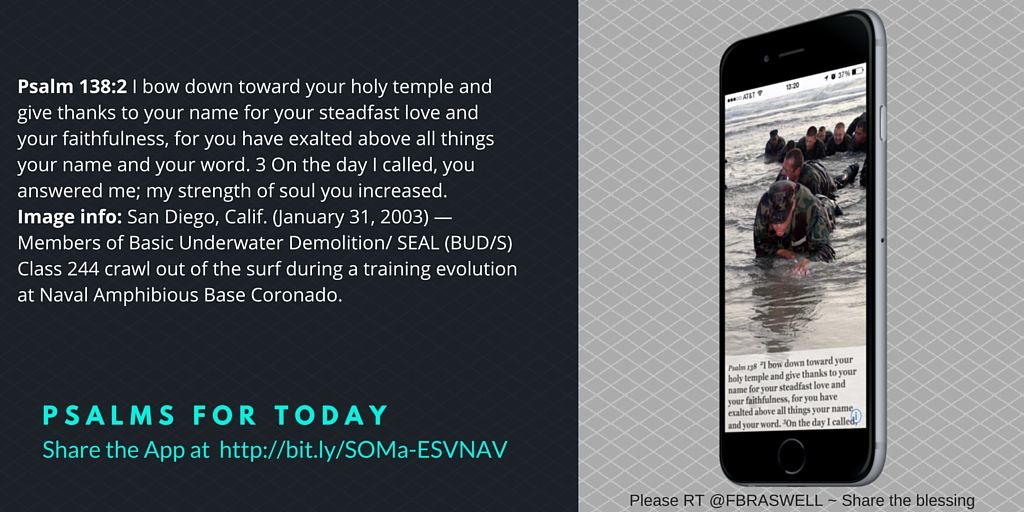 Psalm 138:2 I bow down toward your holy temple and
give thanks to your name for your steadfast love and
your faithfulness, for you have exalted above all things
your name and your word. 3 On the day I called, you
answered me; my strength of soul you increased.
Image info: San Diego, Calif. (January 31, 2003) —
Members of Basic Underwater Demolition/ SEAL (BUD/S)
Class 244 crawl out of the surf during a training evolution
at Naval Amphibious Base Coronado.
PSALMS FOR TODAY
Share the App at http://bit.ly/SOMa-ESVNAV
AT&T 13:20 37%
Psalm 138 ²I bow down toward your
holy temple and give thanks to your
name for your steadfast love and
your faithfulness, for you have
exalted above all things your name
and your word. ³On the day I called,
Please RT @FBRASWELL ~ Share the blessing